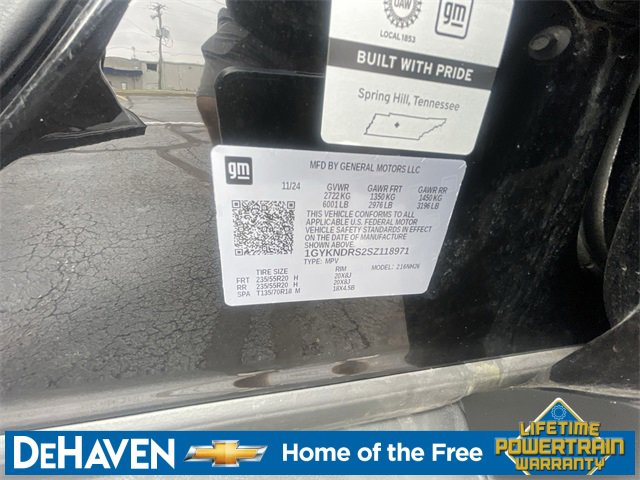 UAW
gm
LOCAL 1853
BUILT WITH PRIDE
Spring Hill, Tennessee
gm
MFD BY GENERAL MOTORS LLC
11/24 GVWR GAWR FRT GAWR RR
2722 KG 1350 KG 1450 KG
6001 LB 2976 LB 3196 LB
THIS VEHICLE CONFORMS TO ALL
APPLICABLE U.S. FEDERAL MOTOR
VEHICLE SAFETY STANDARDS IN EFFECT
ON THE DATE OF MANUFACTURE SHOWN ABOVE.
1GYKNDRS2SZ118971
TYPE: MPV MODEL:
TIRE SIZE RIM
FRT 235/55R20 H 20X8J
RR 235/55R20 H 20X8J
SPA T135/70R18 M 18X4.5B
DEHAVEN
Home of the Free
LIFETIME
POWERTRAIN
WARRANTY